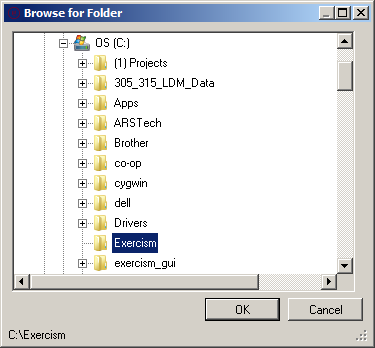 Browse for Folder
OS (C:)
(1) Projects
305_315_LDM_Data
Apps
ARSTech
Brother
co-op
cygwin
dell
Drivers
Exercism
exercism_gui
OK
Cancel
C:\Exercism